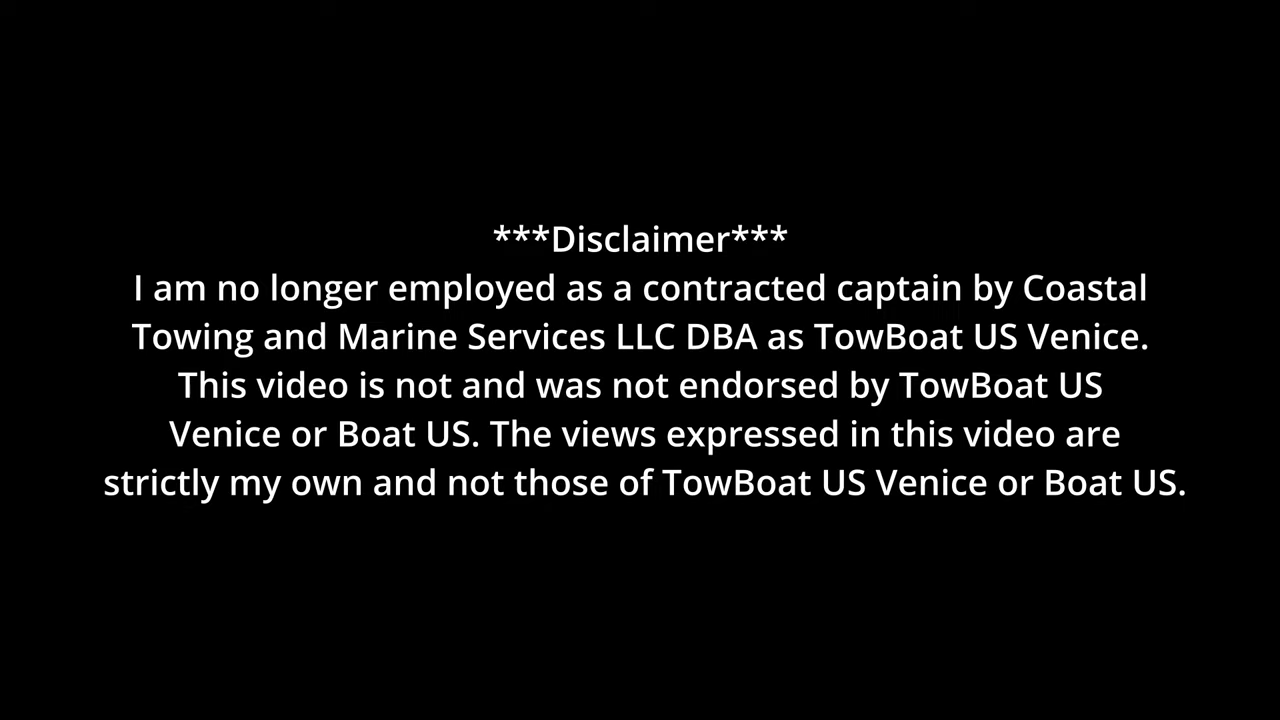 ***Disclaimer***
I am no longer employed as a contracted captain by Coastal
Towing and Marine Services LLC DBA as TowBoat US Venice.
This video is not and was not endorsed by TowBoat US
Venice or Boat US. The views expressed in this video are
strictly my own and not those of TowBoat US Venice or Boat US.